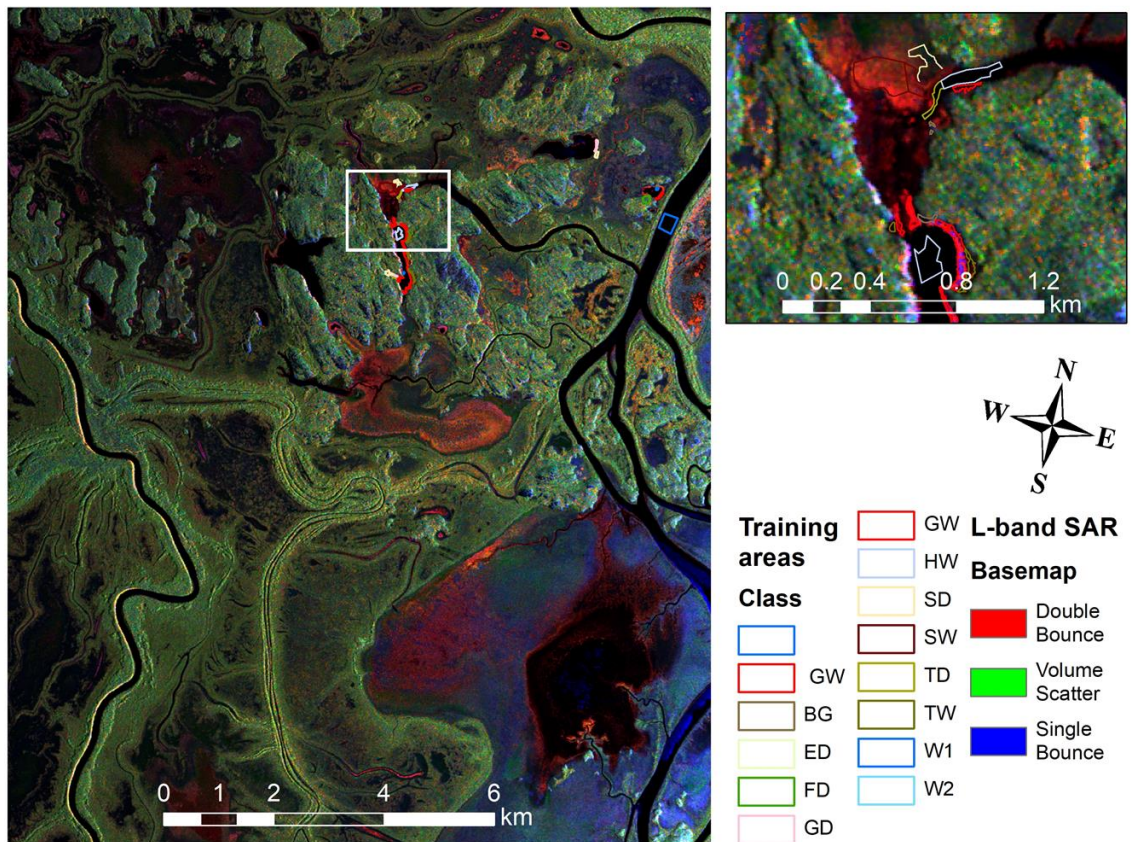 0 1 2 4 6
km
0 0.2 0.4 0.8 1.2
km
N
W E
S
Training
areas
Class
GW
BG
ED
FD
GD
GW
HW
SD
SW
TD
TW
W1
W2
L-band SAR
Basemap
Double
Bounce
Volume
Scatter
Single
Bounce